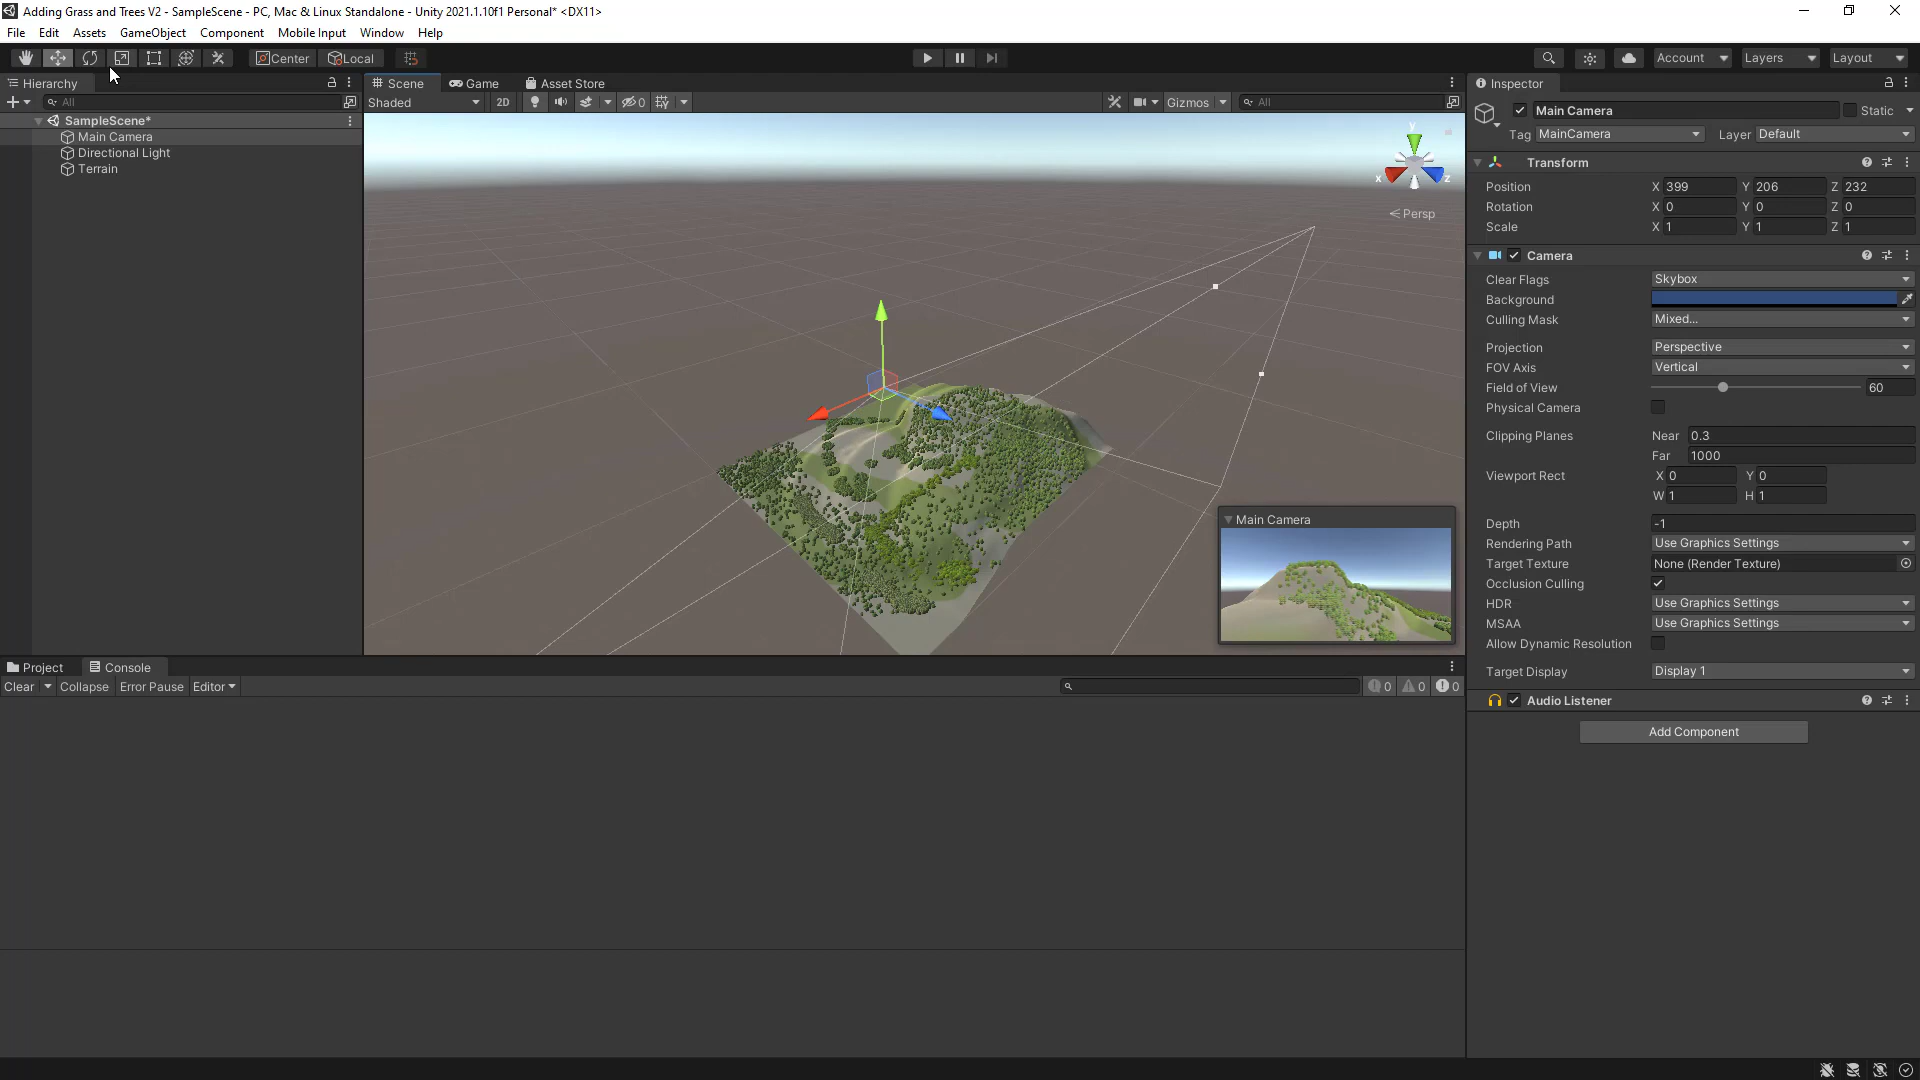 Adding Grass and Trees V2 - SampleScene - PC, Mac & Linux Standalone - Unity 2021.1.10f1 Personal* <DX11>
File Edit Assets GameObject Component Mobile Input Window Help
Center Local Account Layers Layout
Hierarchy
All
SampleScene*
Main Camera
Directional Light
Terrain
Scene Game Asset Store
Shaded 2D 0 Gizmos All
y
x z
Persp
Main Camera
Project Console
Clear Collapse Error Pause Editor 0 0 0
Inspector
Main Camera Static
Tag MainCamera Layer Default
Transform
Position X 399 Y 206 Z 232
Rotation X 0 Y 0 Z 0
Scale X 1 Y 1 Z 1
Camera
Clear Flags Skybox
Background
Culling Mask Mixed...
Projection Perspective
FOV Axis Vertical
Field of View 60
Physical Camera
Clipping Planes Near 0.3
Far 1000
Viewport Rect X 0 Y 0
W 1 H 1
Depth -1
Rendering Path Use Graphics Settings
Target Texture None (Render Texture)
Occlusion Culling
HDR Use Graphics Settings
MSAA Use Graphics Settings
Allow Dynamic Resolution
Target Display Display 1
Audio Listener
Add Component